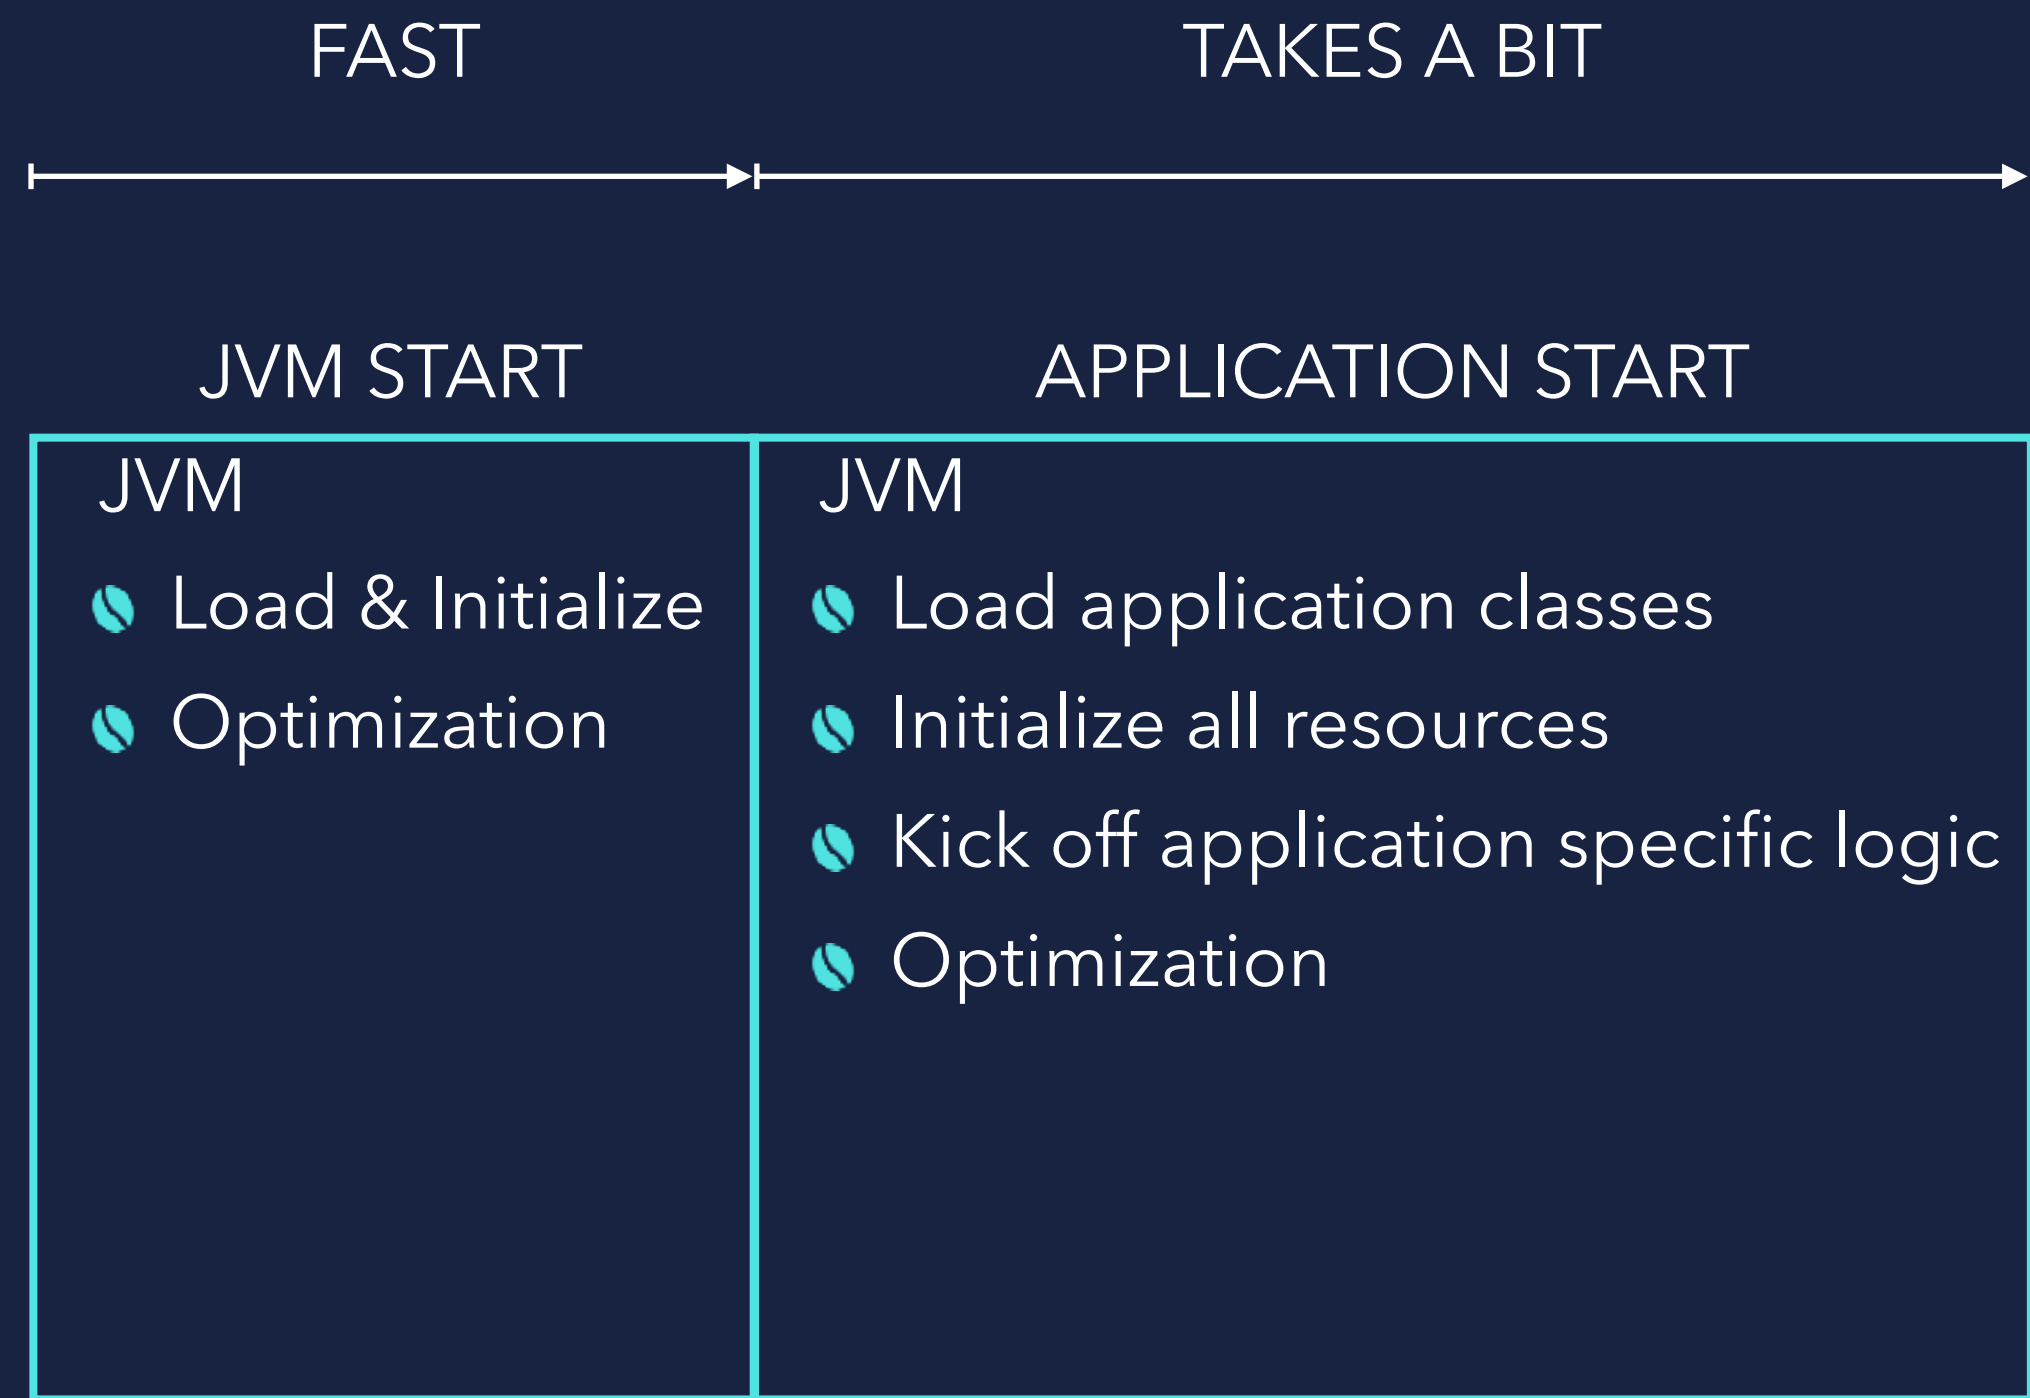 FAST
TAKES A BIT
JVM START
APPLICATION START
JVM
Load & Initialize
Optimization
JVM
Load application classes
Initialize all resources
Kick off application specific logic
Optimization